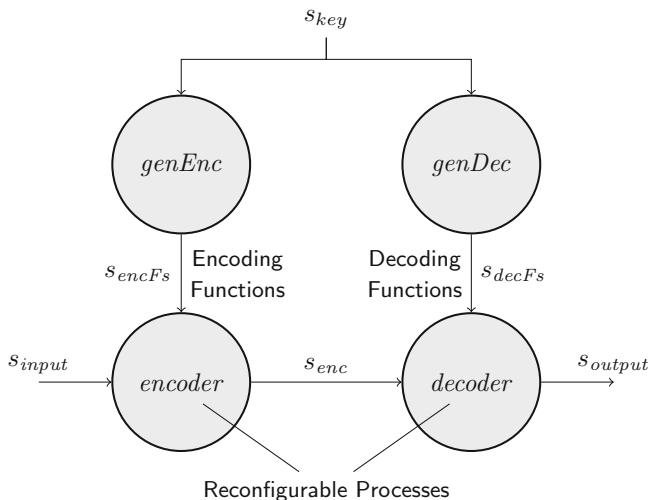 s_key
genEnc
genDec
s_encFs
Encoding
Functions
Decoding
Functions
s_decFs
s_input
encoder
s_enc
decoder
s_output
Reconfigurable Processes